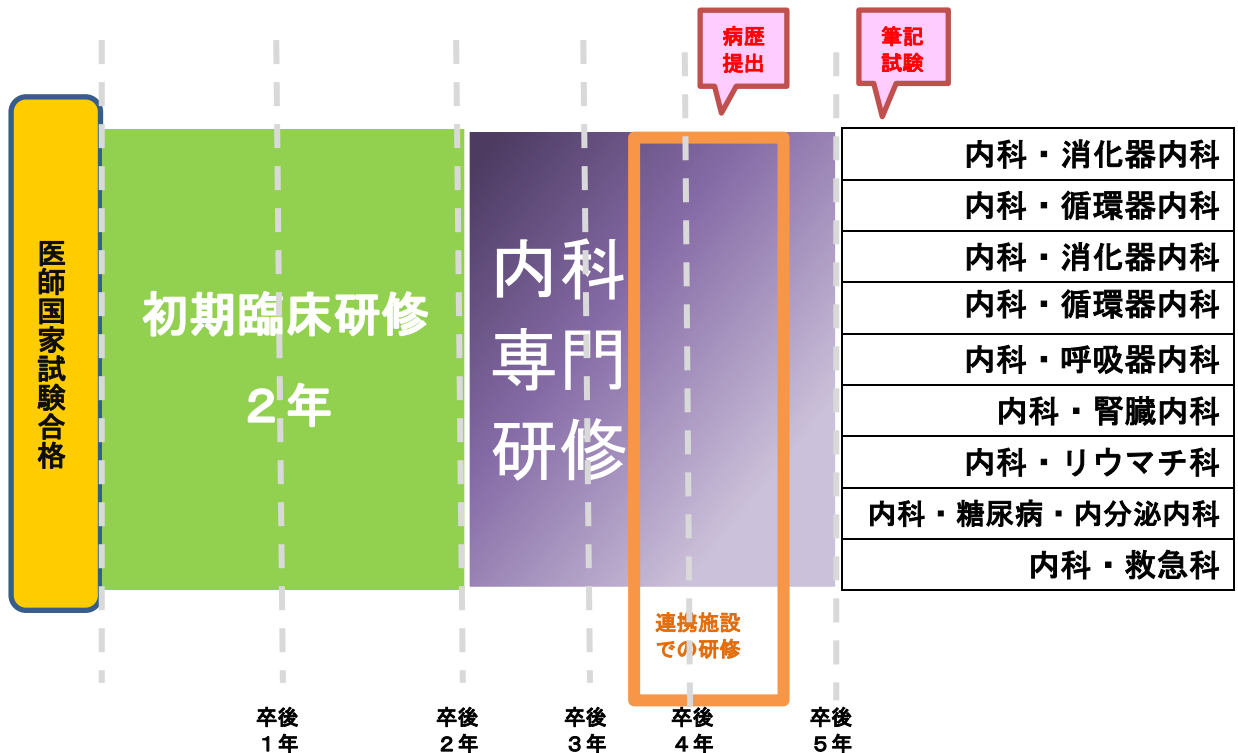 病歴
提出
筆記
試験
医師国家試験合格
初期臨床研修
２年
内科
専門
研修
内科・消化器内科
内科・循環器内科
内科・消化器内科
内科・循環器内科
内科・呼吸器内科
内科・腎臓内科
内科・リウマチ科
内科・糖尿病・内分泌内科
内科・救急科
連携施設
での研修
卒後
１年
卒後
２年
卒後
３年
卒後
４年
卒後
５年